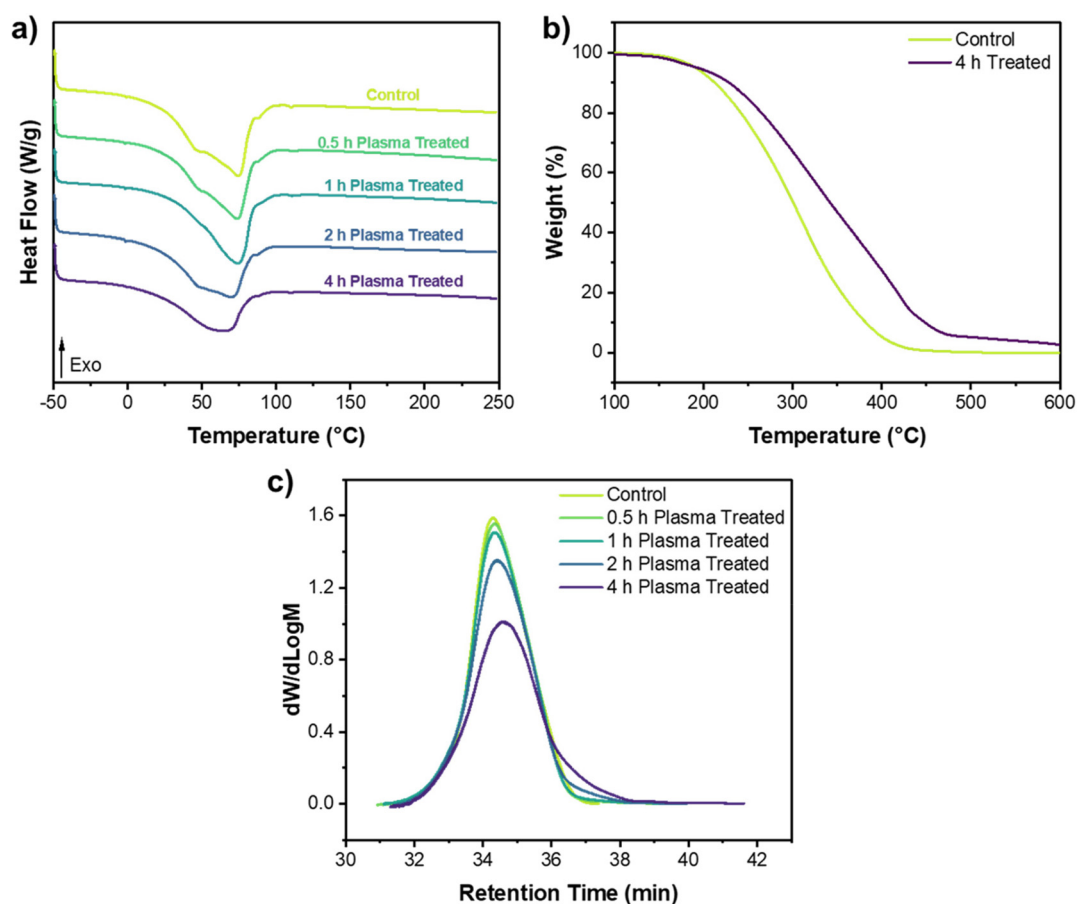 a)
Heat Flow (W/g)
Control
0.5 h Plasma Treated
1 h Plasma Treated
2 h Plasma Treated
4 h Plasma Treated
Exo
-50 0 50 100 150 200 250
Temperature (°C)
b)
Weight (%)
Control
4 h Treated
100
80
60
40
20
0
100 200 300 400 500 600
Temperature (°C)
c)
dW/dLogM
Control
0.5 h Plasma Treated
1 h Plasma Treated
2 h Plasma Treated
4 h Plasma Treated
1.6
1.2
0.8
0.4
0.0
30 32 34 36 38 40 42
Retention Time (min)